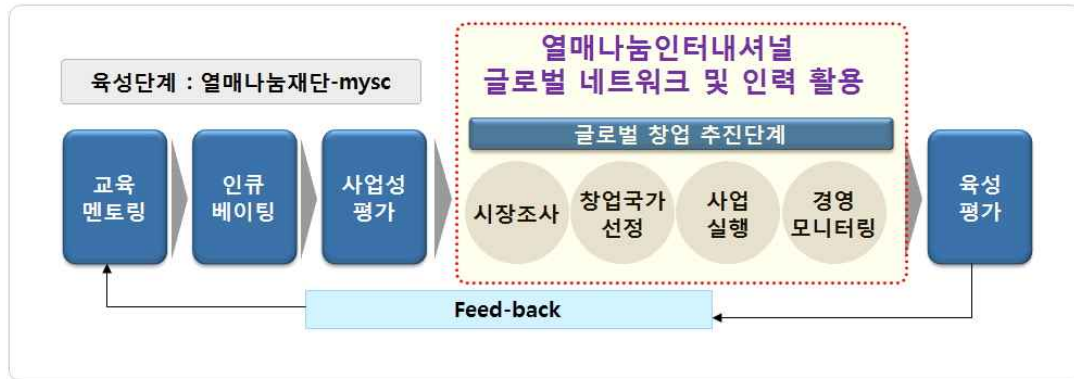 열매나눔인터내셔널
글로벌 네트워크 및 인력 활용
육성단계 : 열매나눔재단-mysc
글로벌 창업 추진단계
교육
멘토링
인큐
베이팅
사업성
평가
시장조사
창업국가
선정
사업
실행
경영
모니터링
육성
평가
Feed-back